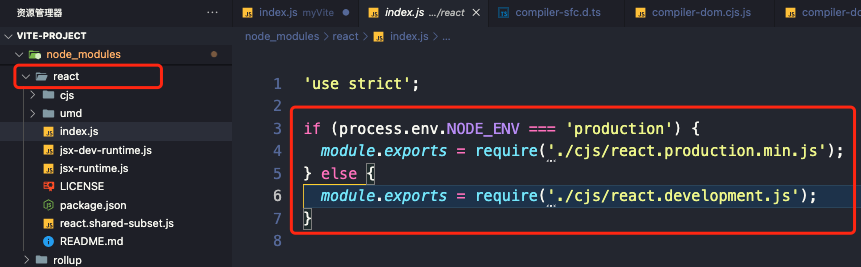 资源管理器
VITE-PROJECT
node_modules
react
cjs
umd
index.js
jsx-dev-runtime.js
jsx-runtime.js
LICENSE
package.json
react.shared-subset.js
README.md
rollup
index.js myVite
index.js .../react
compiler-sfc.d.ts
compiler-dom.cjs.js
compiler-do
node_modules > react > index.js > ...
1 'use strict';
2
3 if (process.env.NODE_ENV === 'production') {
4 module.exports = require('./cjs/react.production.min.js');
5 } else {
6 module.exports = require('./cjs/react.development.js');
7 }
8